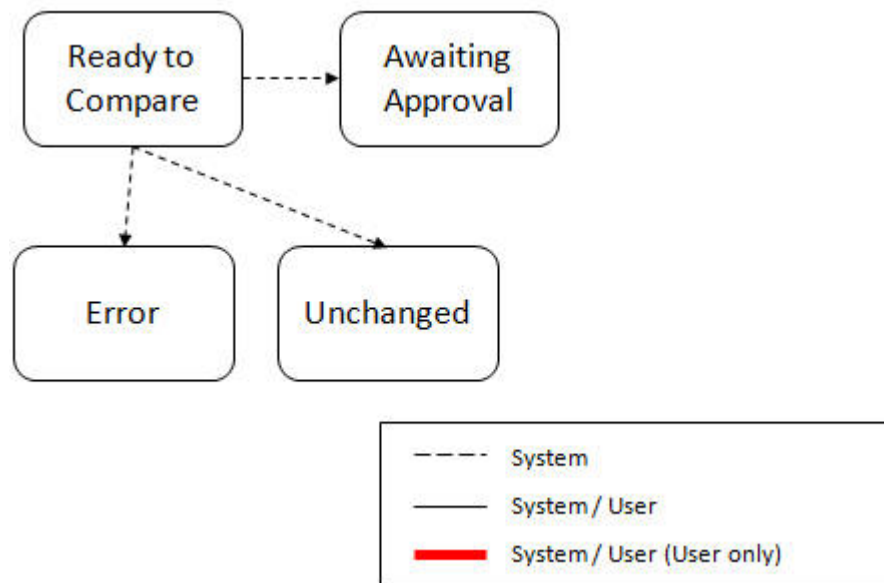 Ready to
Compare
Awaiting
Approval
Error
Unchanged
System
System / User
System / User (User only)